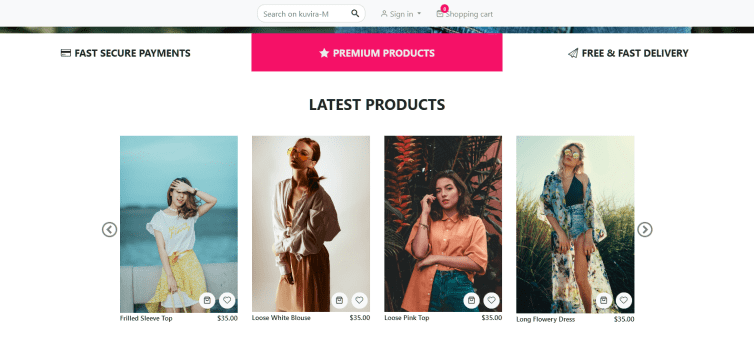 Search on kuvira-M
Sign in
0
Shopping cart
FAST SECURE PAYMENTS
PREMIUM PRODUCTS
FREE & FAST DELIVERY
LATEST PRODUCTS
Frilled Sleeve Top $35.00
Loose White Blouse $35.00
Loose Pink Top $35.00
Long Flowery Dress $35.00